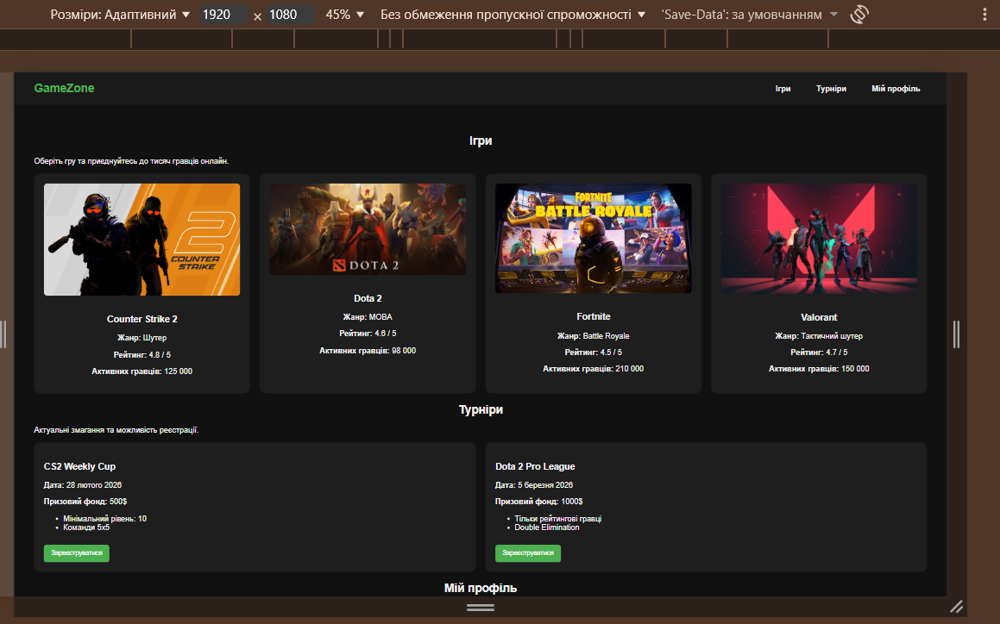 Розміри: Адаптивний 1920 × 1080 45% Без обмеження пропускної спроможності 'Save-Data': за умовчанням
GameZone Ігри Турніри Мій профіль
Ігри
Оберіть гру та приєднуйтесь до тисяч гравців онлайн.
2
COUNTER
STRIKE
Counter Strike 2
Жанр: Шутер
Рейтинг: 4.8 / 5
Активних гравців: 125 000
DOTA 2
Dota 2
Жанр: MOBA
Рейтинг: 4.6 / 5
Активних гравців: 98 000
FORTNITE
BATTLE ROYALE
Fortnite
Жанр: Battle Royale
Рейтинг: 4.5 / 5
Активних гравців: 210 000
Valorant
Жанр: Тактичний шутер
Рейтинг: 4.7 / 5
Активних гравців: 150 000
Турніри
Актуальні змагання та можливість реєстрації.
CS2 Weekly Cup
Дата: 28 лютого 2026
Призовий фонд: 500$
• Мінімальний рівень: 10
• Команди 5x5
Зареєструватися
Dota 2 Pro League
Дата: 5 березня 2026
Призовий фонд: 1000$
• Тільки рейтингові гравці
• Double Elimination
Зареєструватися
Мій профіль